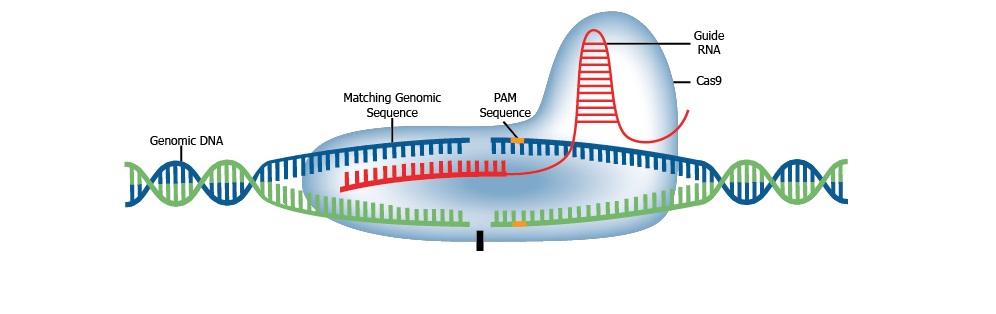 Guide
RNA
Cas9
Matching Genomic
Sequence
PAM
Sequence
Genomic DNA